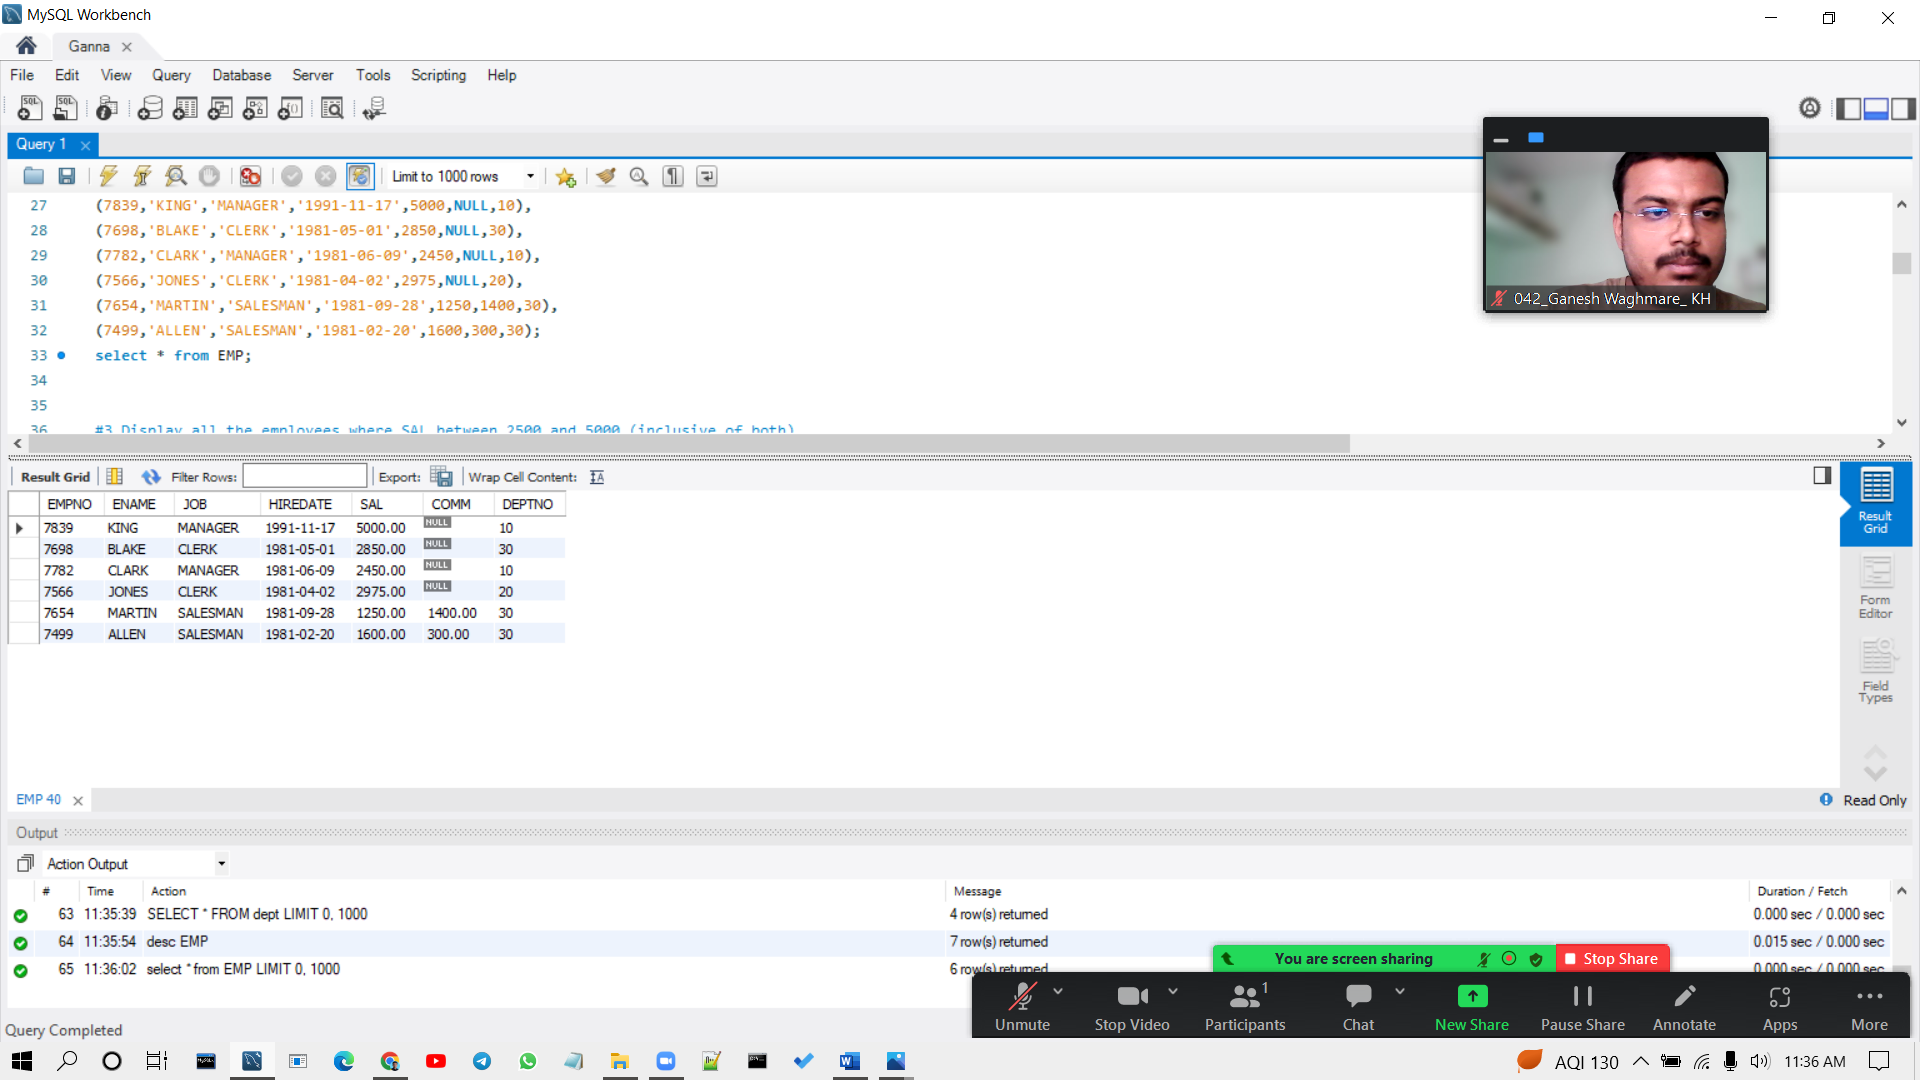 MySQL Workbench
Ganna
File Edit View Query Database Server Tools Scripting Help
Query 1
Limit to 1000 rows
27 (7839,'KING','MANAGER','1991-11-17',5000,NULL,10),
28 (7698,'BLAKE','CLERK','1981-05-01',2850,NULL,30),
29 (7782,'CLARK','MANAGER','1981-06-09',2450,NULL,10),
30 (7566,'JONES','CLERK','1981-04-02',2975,NULL,20),
31 (7654,'MARTIN','SALESMAN','1981-09-28',1250,1400,30),
32 (7499,'ALLEN','SALESMAN','1981-02-20',1600,300,30);
33 select * from EMP;
34
35
36 #3 Display all the employees where SAL between 2500 and 5000 (inclusive of both)
042_Ganesh Waghmare_ KH
Result Grid Filter Rows: Export: Wrap Cell Content:
EMPNO ENAME JOB HIREDATE SAL COMM DEPTNO
7839 KING MANAGER 1991-11-17 5000.00 NULL 10
7698 BLAKE CLERK 1981-05-01 2850.00 NULL 30
7782 CLARK MANAGER 1981-06-09 2450.00 NULL 10
7566 JONES CLERK 1981-04-02 2975.00 NULL 20
7654 MARTIN SALESMAN 1981-09-28 1250.00 1400.00 30
7499 ALLEN SALESMAN 1981-02-20 1600.00 300.00 30
Result
Grid
Form
Editor
Field
Types
EMP 40
Read Only
Output
Action Output
# Time Action Message Duration / Fetch
63 11:35:39 SELECT * FROM dept LIMIT 0, 1000 4 row(s) returned 0.000 sec / 0.000 sec
64 11:35:54 desc EMP 7 row(s) returned 0.015 sec / 0.000 sec
65 11:36:02 select * from EMP LIMIT 0, 1000 6 row(s) returned 0.000 sec / 0.000 sec
You are screen sharing Stop Share
1
Unmute Stop Video Participants Chat New Share Pause Share Annotate Apps More
Query Completed
AQI 130 11:36 AM